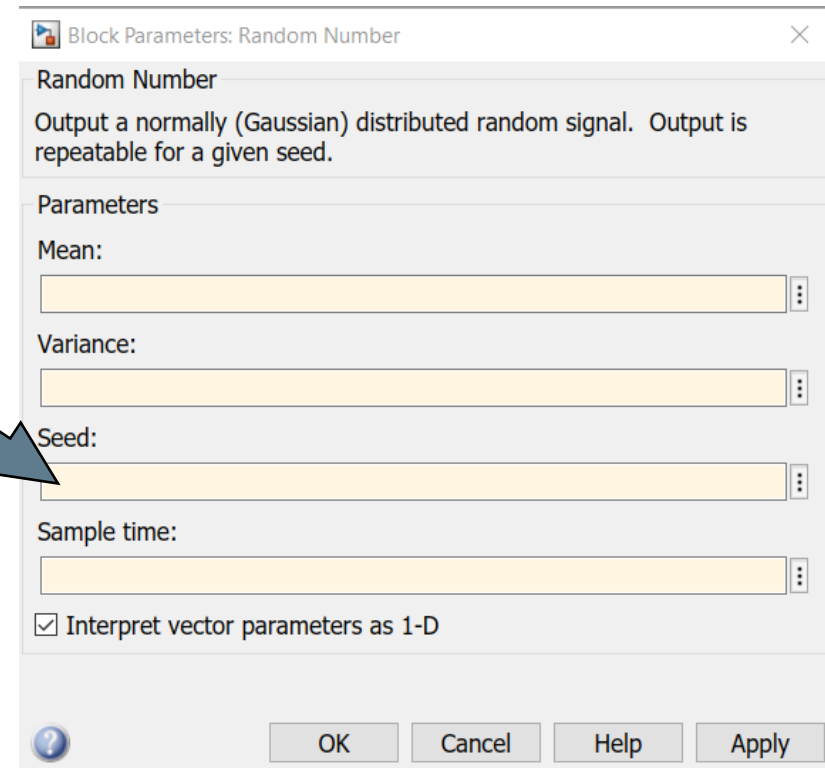 Block Parameters: Random Number
Random Number
Output a normally (Gaussian) distributed random signal.  Output is
repeatable for a given seed.
Parameters
Mean:
Variance:
Seed:
Sample time:
Interpret vector parameters as 1-D
OK Cancel Help Apply